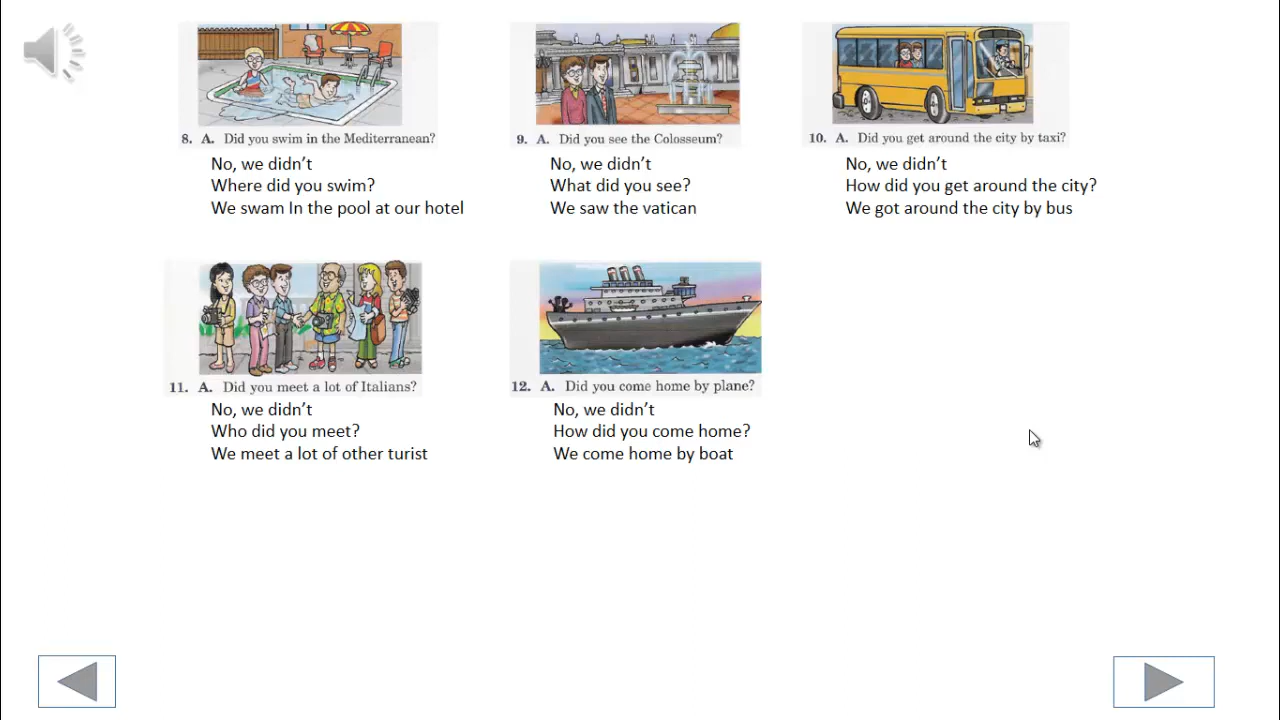 8. A. Did you swim in the Mediterranean?
No, we didn’t
Where did you swim?
We swam In the pool at our hotel
9. A. Did you see the Colosseum?
No, we didn’t
What did you see?
We saw the vatican
10. A. Did you get around the city by taxi?
No, we didn’t
How did you get around the city?
We got around the city by bus
11. A. Did you meet a lot of Italians?
No, we didn’t
Who did you meet?
We meet a lot of other turist
12. A. Did you come home by plane?
No, we didn’t
How did you come home?
We come home by boat